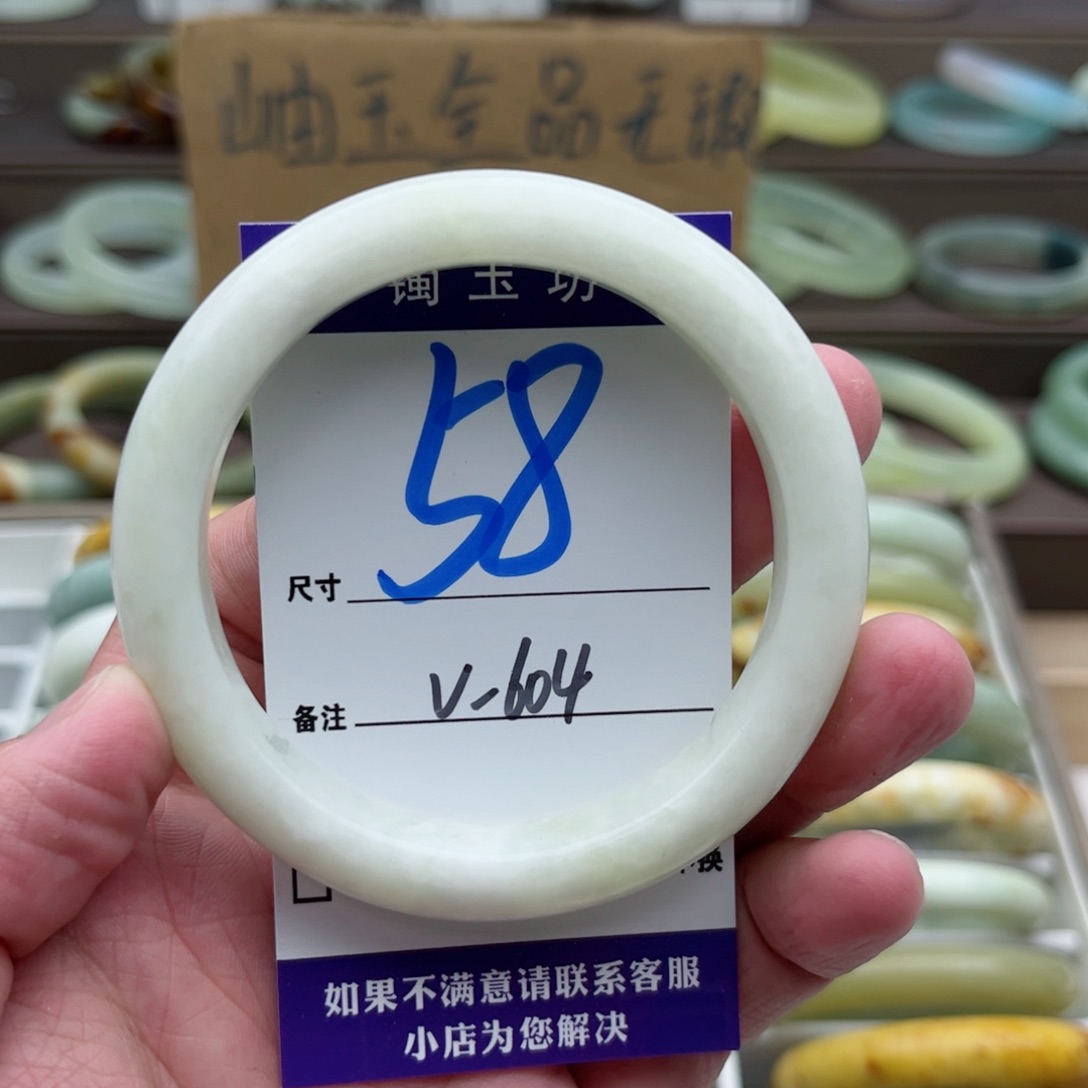 岫玉全品无
镯玉坊
58
尺寸
V-604
备注
换
如果不满意请联系客服
小店为您解决